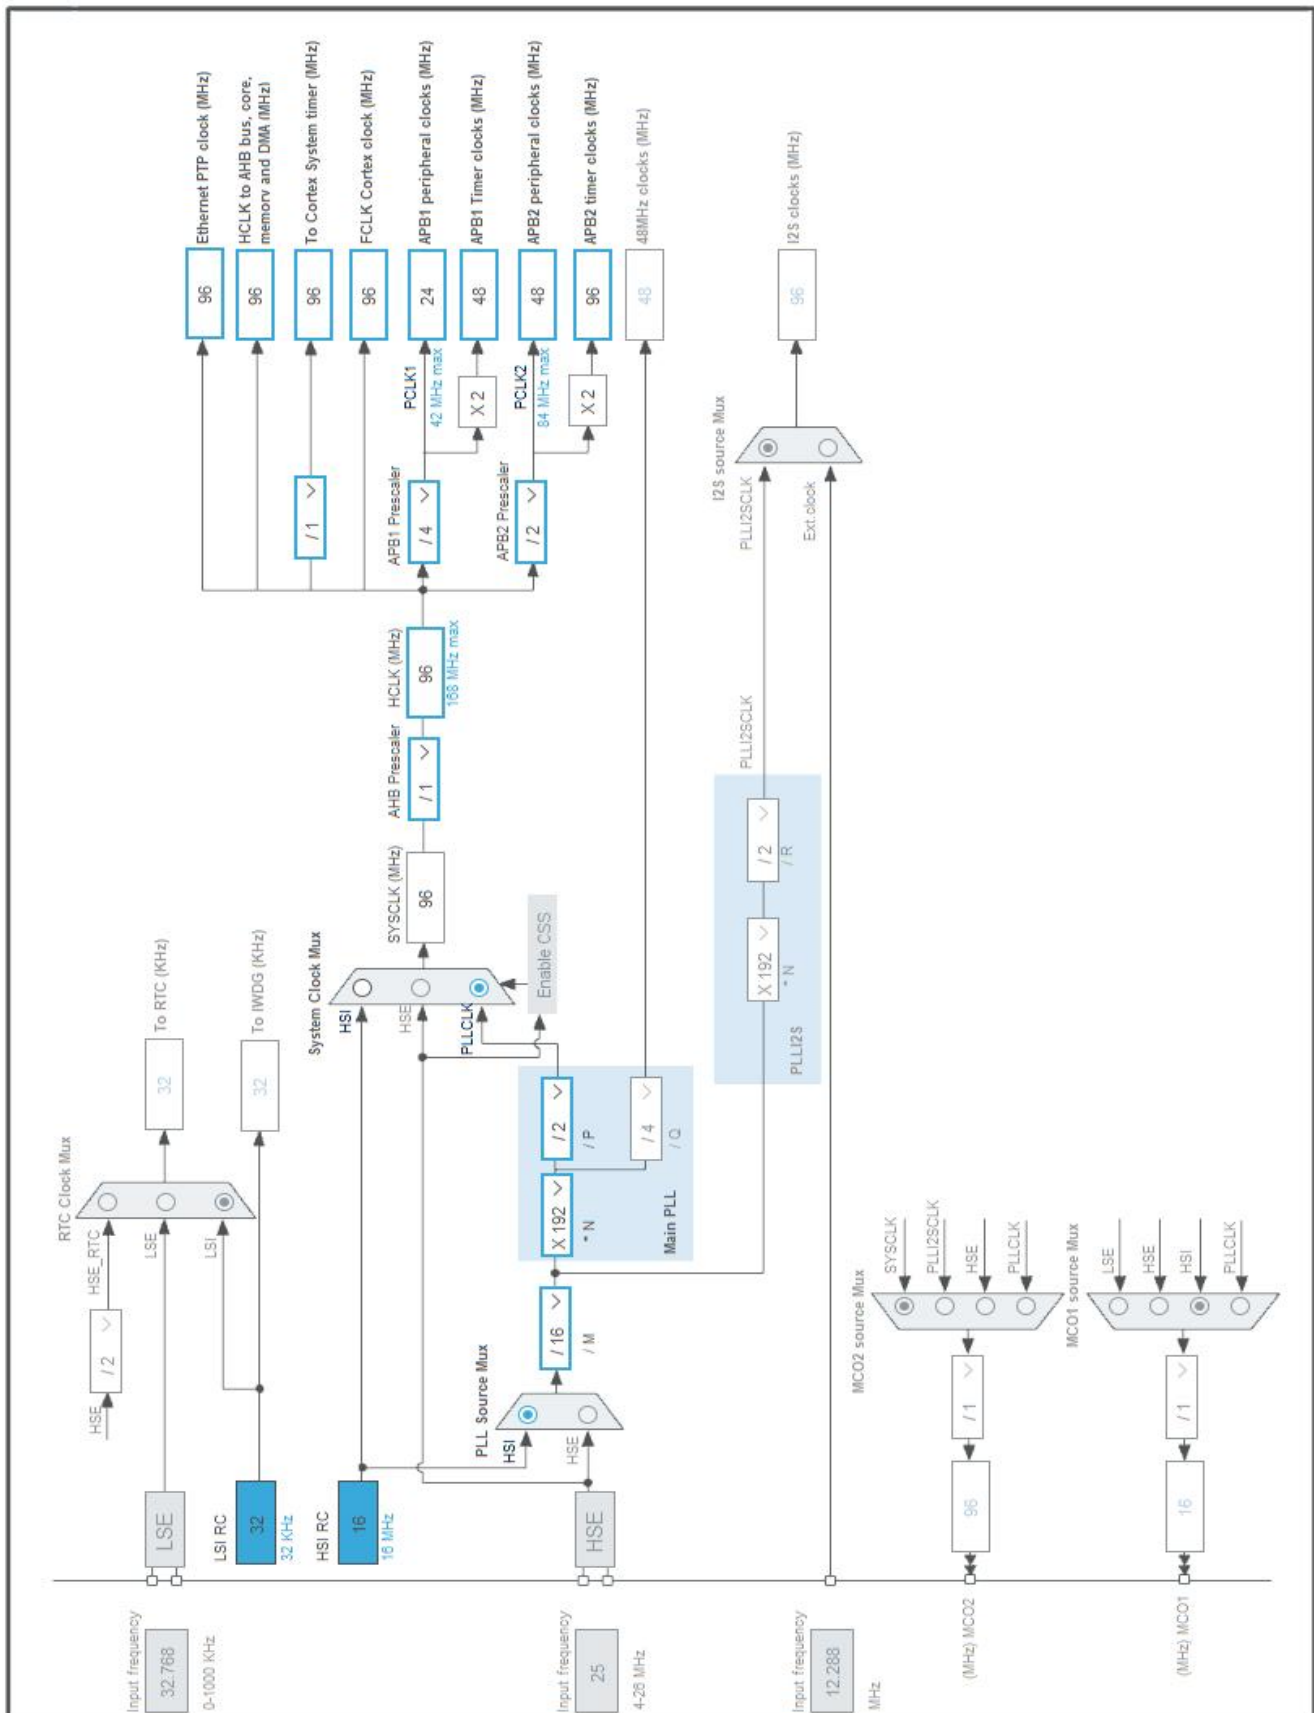 Input frequency
32.768
0-1000 KHz
LSE
LSI RC
32
32 KHz
HSI RC
16
16 MHz
HSE
/ 2
HSE_RTC
LSE
LSI
RTC Clock Mux
32
To RTC (KHz)
32
To IWDG (KHz)
Input frequency
25
4-26 MHz
HSE
PLL Source Mux
HSI
HSE
/ 16
/ M
X 192
* N
/ 2
/ P
/ 4
/ Q
Main PLL
System Clock Mux
HSI
HSE
PLLCLK
Enable CSS
SYSCLK (MHz)
96
AHB Prescaler
/ 1
HCLK (MHz)
96
168 MHz max
/ 1
APB1 Prescaler
/ 4
APB2 Prescaler
/ 2
PCLK1
42 MHz max
X 2
PCLK2
84 MHz max
X 2
96
Ethernet PTP clock (MHz)
96
HCLK to AHB bus, core,
memory and DMA (MHz)
96
To Cortex System timer (MHz)
96
FCLK Cortex clock (MHz)
24
APB1 peripheral clocks (MHz)
48
APB1 Timer clocks (MHz)
48
APB2 peripheral clocks (MHz)
96
APB2 timer clocks (MHz)
48
48MHz clocks (MHz)
X 192
* N
/ 2
/ R
PLLI2S
PLLI2SCLK
PLLI2SCLK
Ext.clock
I2S source Mux
96
I2S clocks (MHz)
Input frequency
12.288
MHz
(MHz) MCO2
96
/ 1
MCO2 source Mux
SYSCLK
PLLI2SCLK
HSE
PLLCLK
(MHz) MCO1
16
/ 1
MCO1 source Mux
LSE
HSE
HSI
PLLCLK